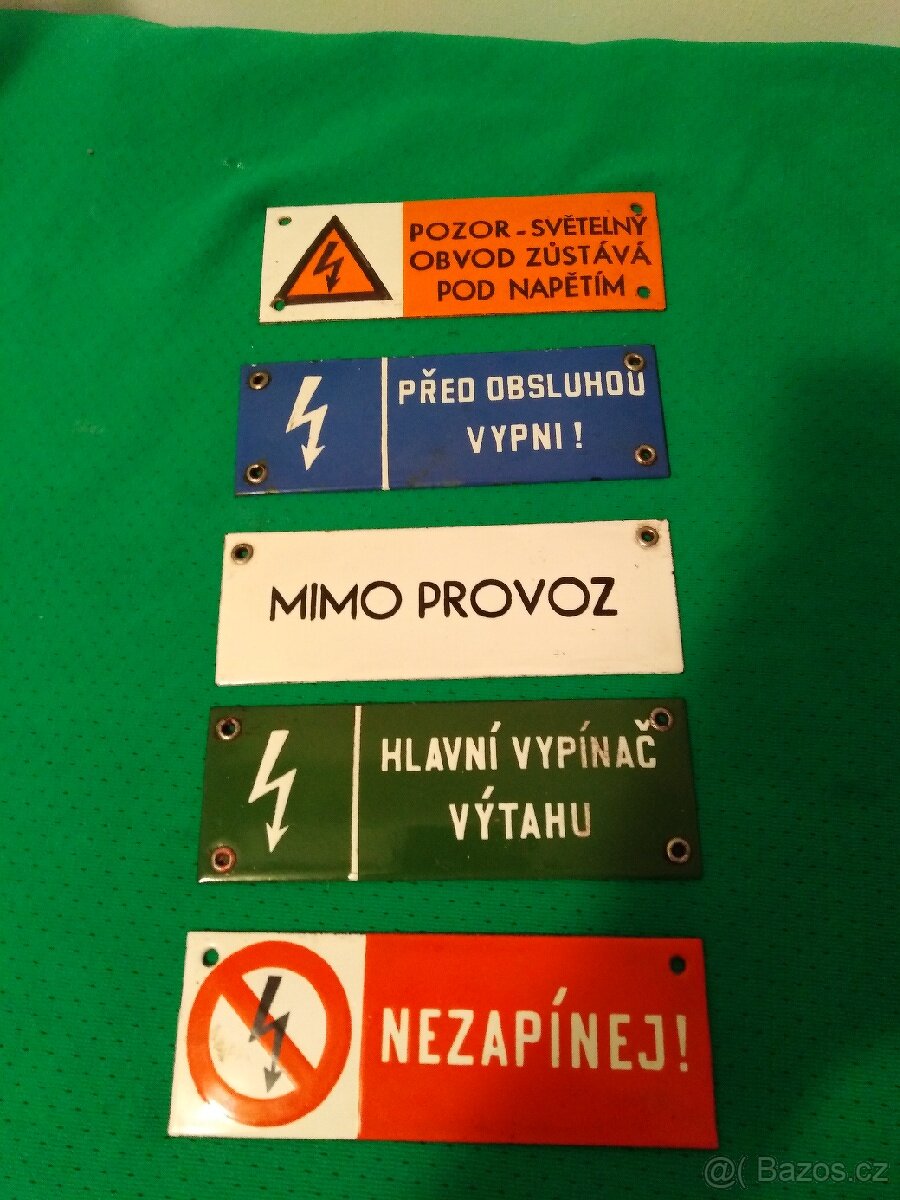 POZOR - SVĚTELNÝ
OBVOD ZŮSTÁVÁ
POD NAPĚTÍM
PŘED OBSLUHOU
VYPNI !
MIMO PROVOZ
HLAVNÍ VYPÍNAČ
VÝTAHU
NEZAPÍNEJ!
@( Bazos.cz